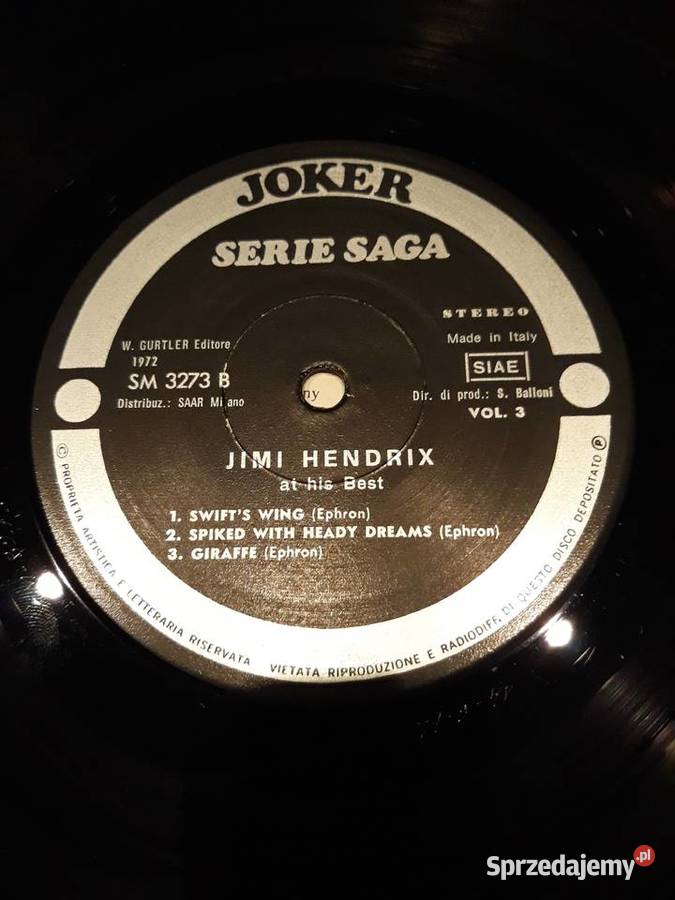 JOKER
SERIE SAGA
STEREO
Made in Italy
SIAE
W. GURTLER Editore
1972
SM 3273 B
Distribuz.: SAAR Milano
Dir. di prod.: S. Balloni
VOL. 3
ny
JIMI HENDRIX
at his Best
1. SWIFT'S WING (Ephron)
2. SPIKED WITH HEADY DREAMS (Ephron)
3. GIRAFFE (Ephron)
© PROPRIETA ARTISTICA E LETTERARIA RISERVATA VIETATA RIPRODUZIONE E RADIODIFF. DI QUESTO DISCO DEPOSITATO ℗
Sprzedajemy.pl